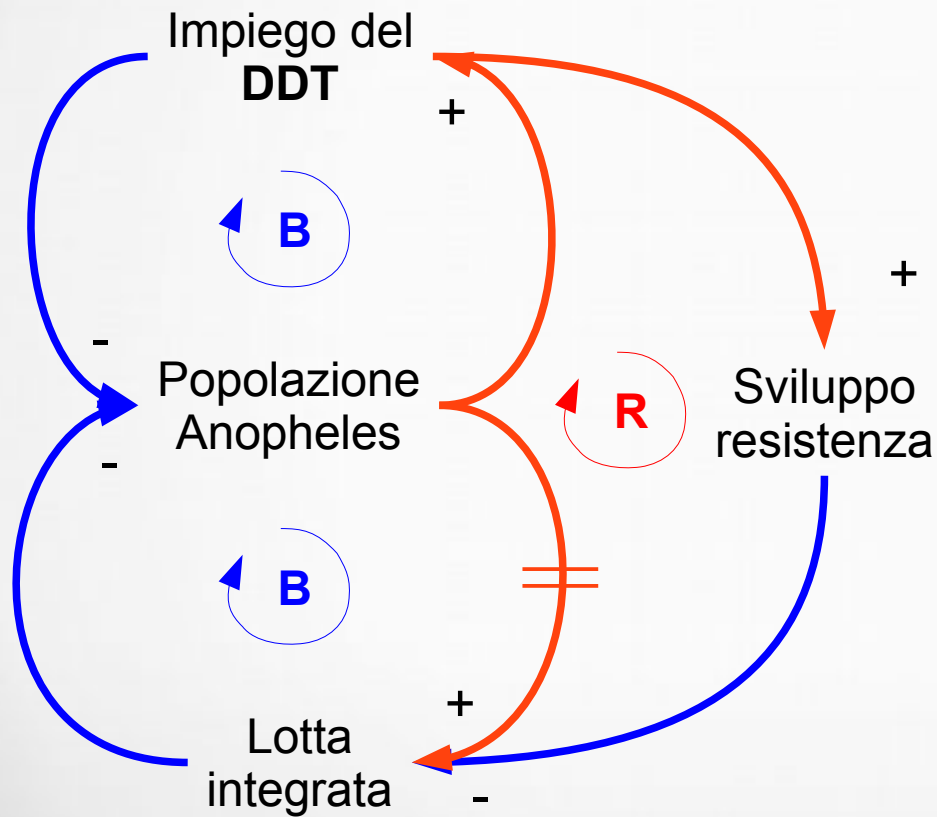 Impiego del
DDT
+
B
+
-
Popolazione
Anopheles
R
Sviluppo
resistenza
-
B
+
Lotta
integrata
-